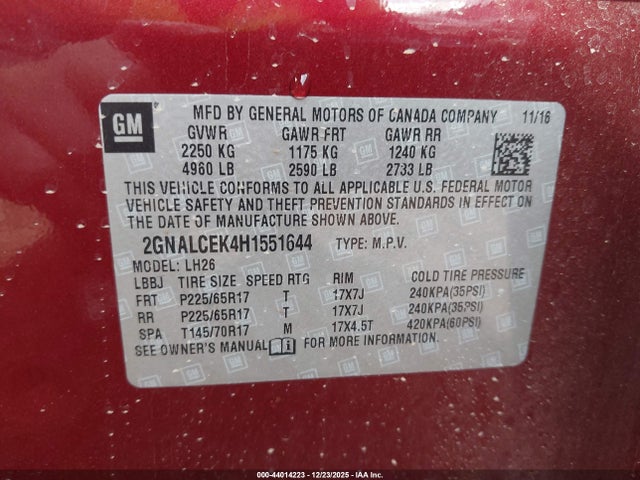 GM
MFD BY GENERAL MOTORS OF CANADA COMPANY 11/16
GVWR GAWR FRT GAWR RR
2250 KG 1175 KG 1240 KG
4960 LB 2590 LB 2733 LB
THIS VEHICLE CONFORMS TO ALL APPLICABLE U.S. FEDERAL MOTOR
VEHICLE SAFETY AND THEFT PREVENTION STANDARDS IN EFFECT ON
THE DATE OF MANUFACTURE SHOWN ABOVE.
2GNALCEK4H1551644 TYPE: M.P.V.
MODEL: LH26
LBBJ TIRE SIZE SPEED RTG RIM COLD TIRE PRESSURE
FRT P225/65R17 T 17X7J 240KPA(35PSI)
RR P225/65R17 T 17X7J 240KPA(35PSI)
SPA T145/70R17 M 17X4.5T 420KPA(60PSI)
SEE OWNER'S MANUAL FOR MORE INFORMATION.
000-44014223 - 12/23/2025 - IAA Inc.